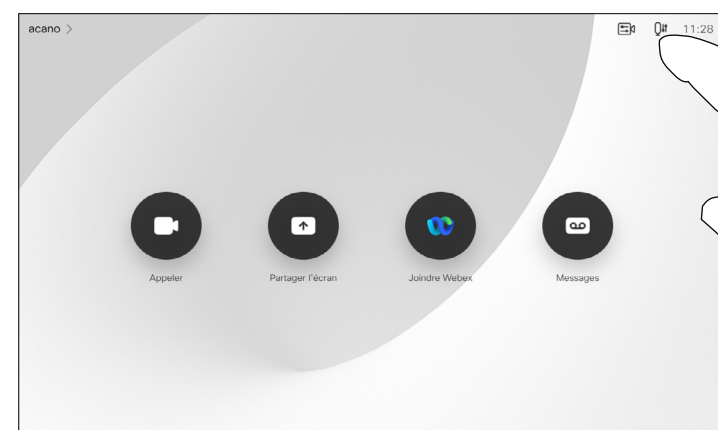 acano >
11:28
Appeler
Partager l'écran
Joindre Webex
Messages